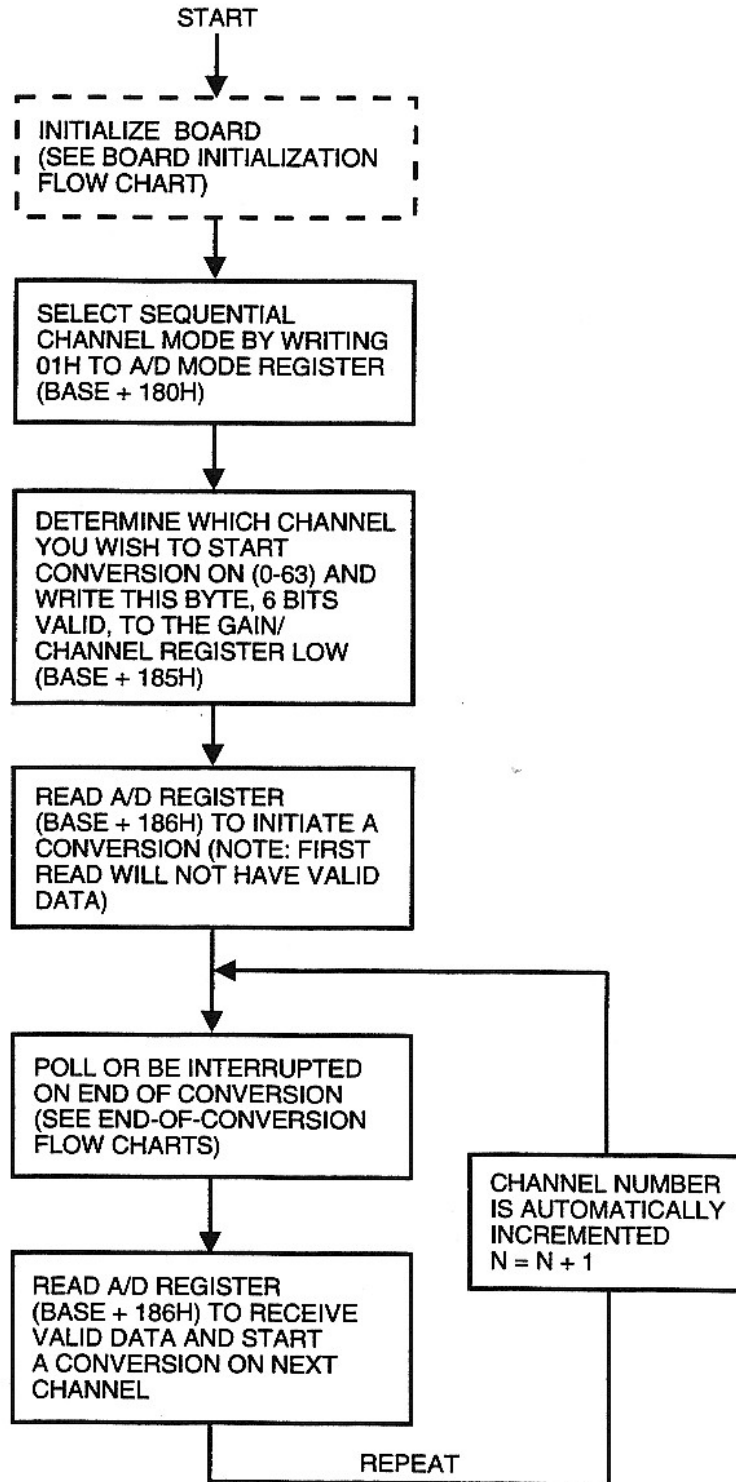 START
INITIALIZE BOARD
(SEE BOARD INITIALIZATION
FLOW CHART)
SELECT SEQUENTIAL
CHANNEL MODE BY WRITING
01H TO A/D MODE REGISTER
(BASE + 180H)
DETERMINE WHICH CHANNEL
YOU WISH TO START
CONVERSION ON (0-63) AND
WRITE THIS BYTE, 6 BITS
VALID, TO THE GAIN/
CHANNEL REGISTER LOW
(BASE + 185H)
READ A/D REGISTER
(BASE + 186H) TO INITIATE A
CONVERSION (NOTE: FIRST
READ WILL NOT HAVE VALID
DATA)
POLL OR BE INTERRUPTED
ON END OF CONVERSION
(SEE END-OF-CONVERSION
FLOW CHARTS)
CHANNEL NUMBER
IS AUTOMATICALLY
INCREMENTED
N = N + 1
READ A/D REGISTER
(BASE + 186H) TO RECEIVE
VALID DATA AND START
A CONVERSION ON NEXT
CHANNEL
REPEAT